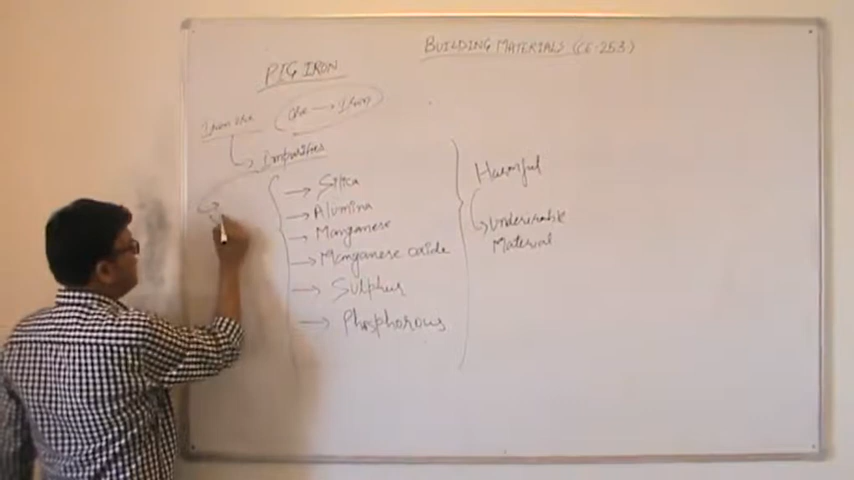 BUILDING MATERIALS (CE-253)
PIG IRON
Iron Ore
Ore → Iron
Impurities
→ Silica
→ Alumina
→ Manganese
→ Manganese oxide
→ Sulphur
→ Phosphorous
Harmful
Undesirable
Material